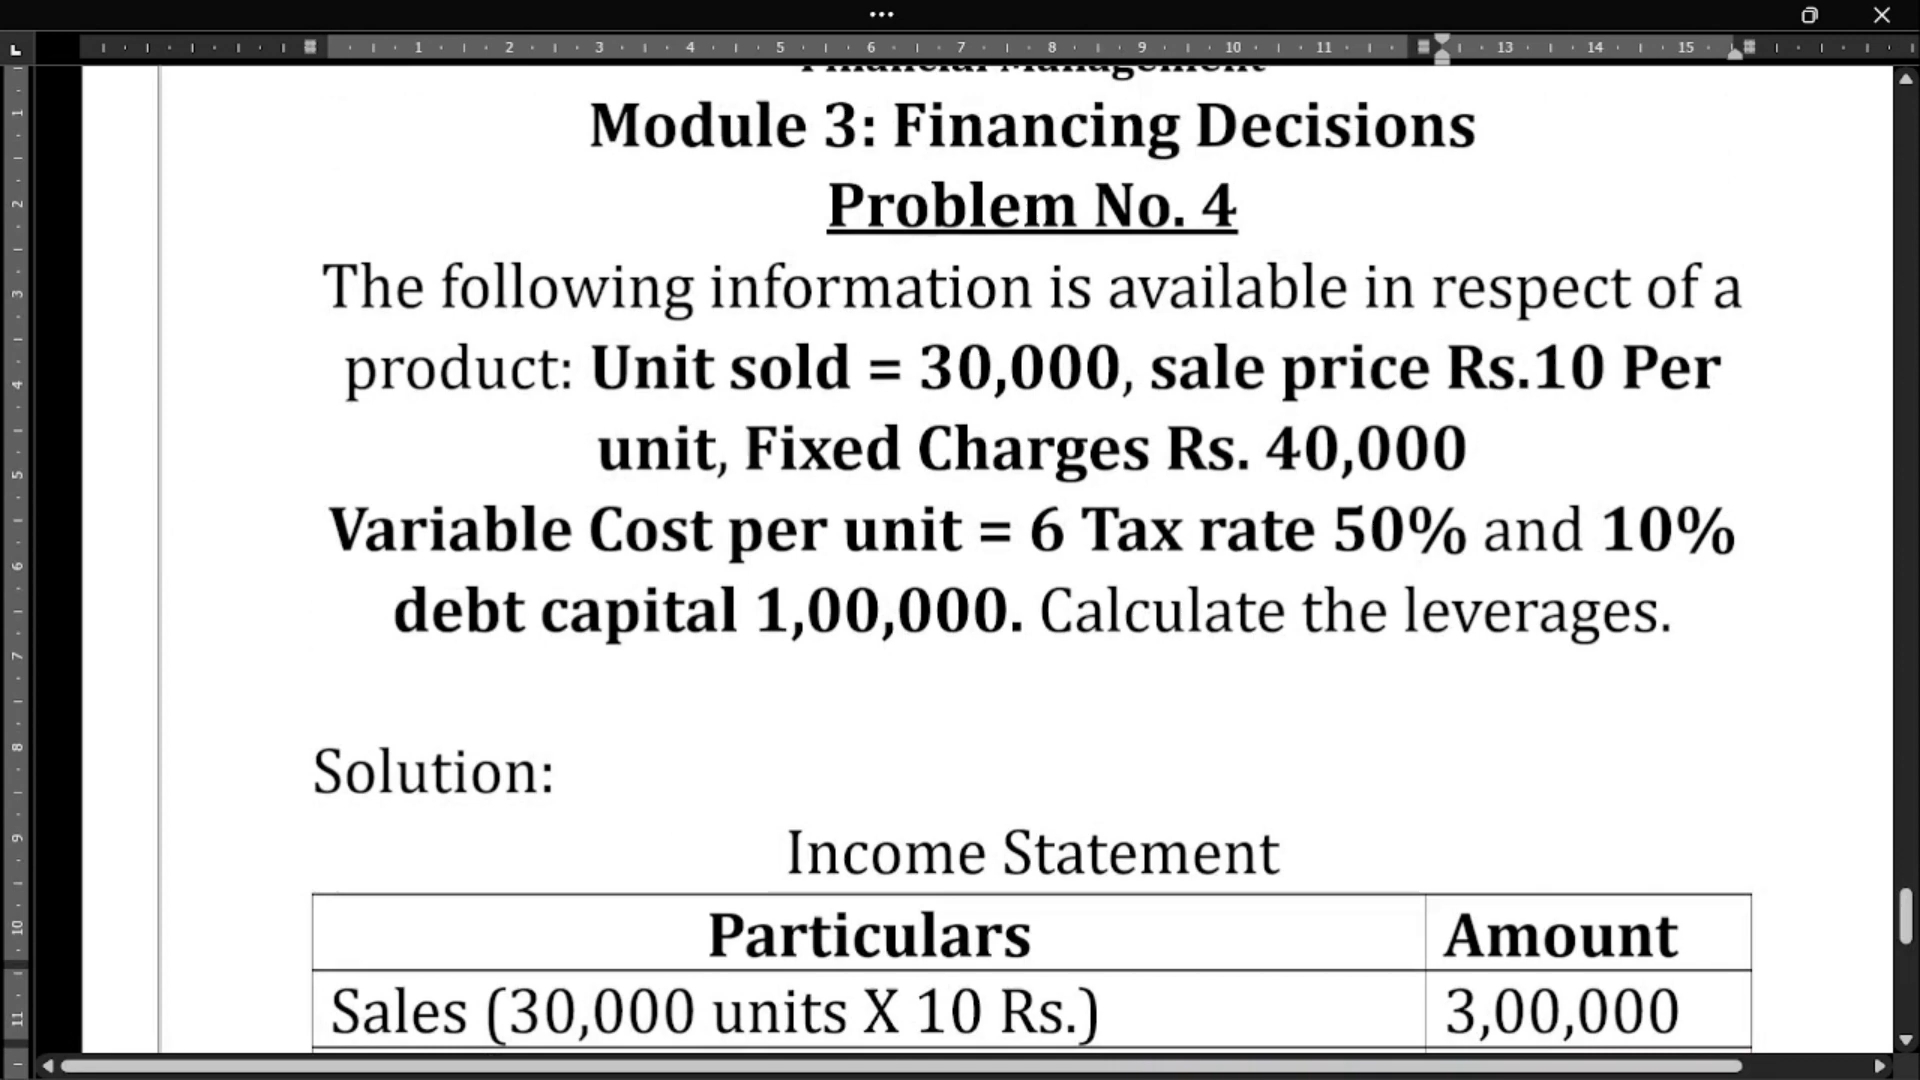 Financial Management
Module 3: Financing Decisions
Problem No. 4
The following information is available in respect of a
product: Unit sold = 30,000, sale price Rs.10 Per
unit, Fixed Charges Rs. 40,000
Variable Cost per unit = 6 Tax rate 50% and 10%
debt capital 1,00,000. Calculate the leverages.
Solution:
Income Statement
Particulars Amount
Sales (30,000 units X 10 Rs.) 3,00,000